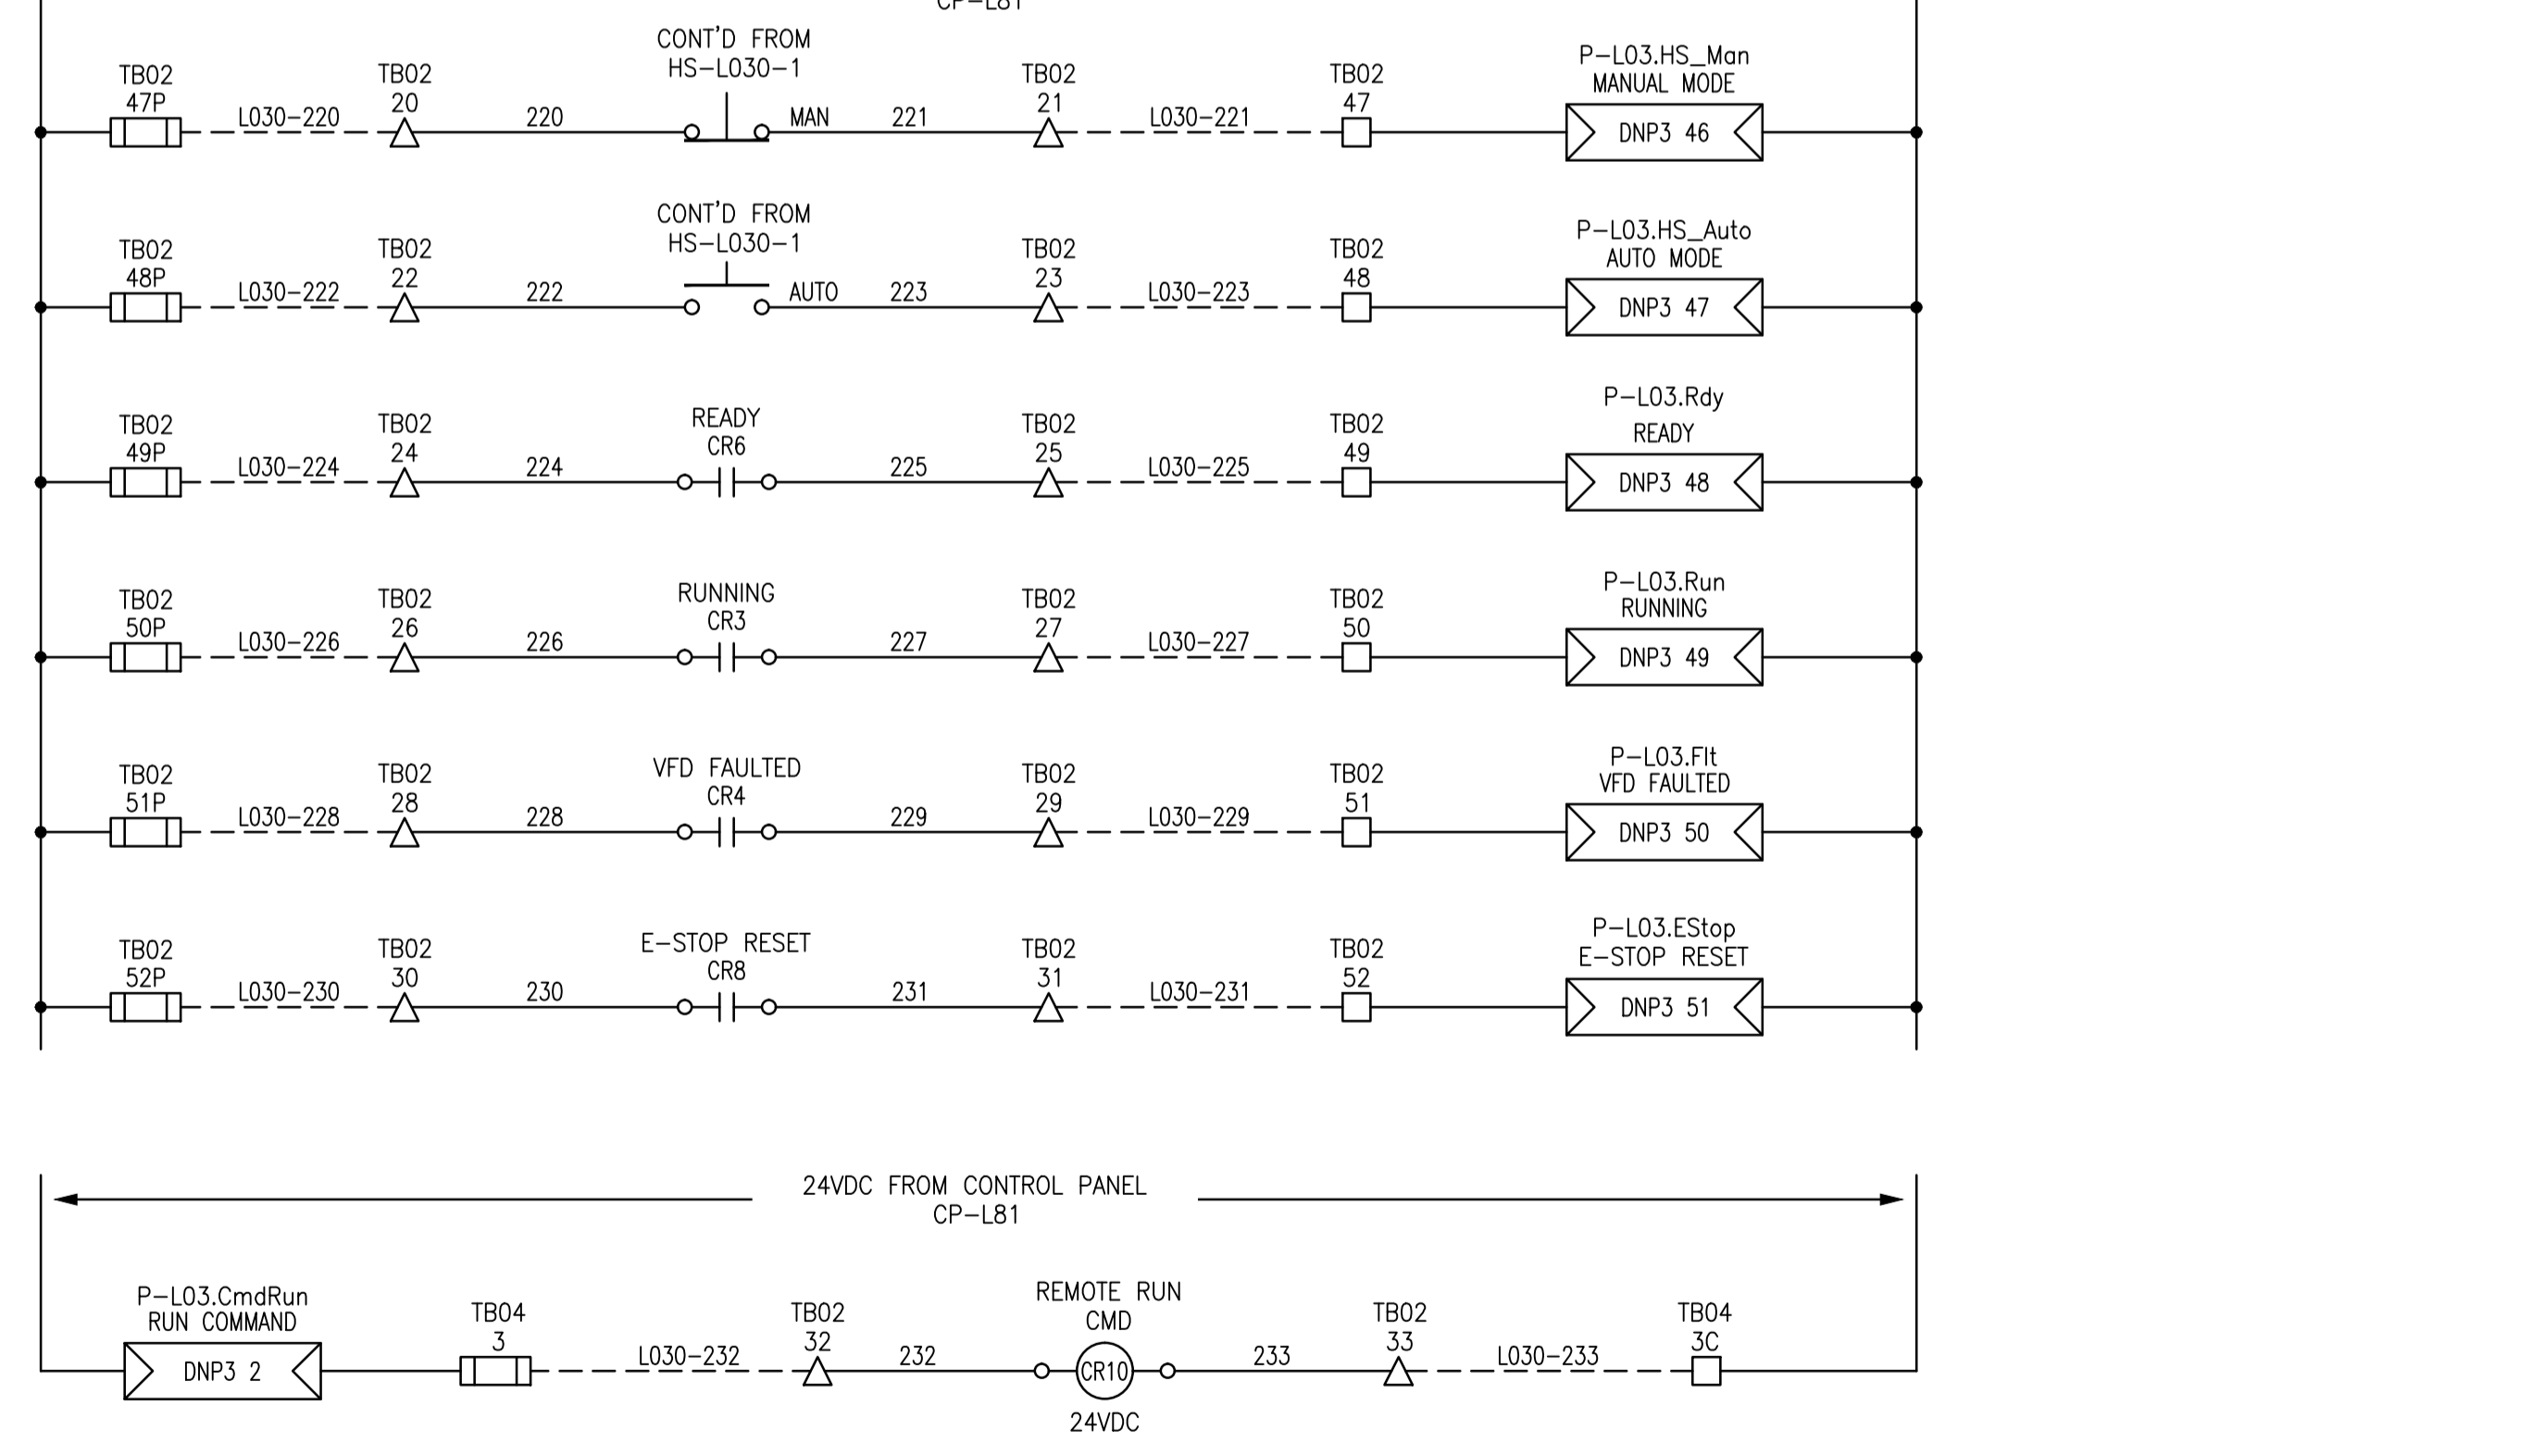 CP-L81
CONT'D FROM
HS-L030-1
P-L03.HS_Man
MANUAL MODE
TB02
47P
L030-220
TB02
20
220
MAN
221
TB02
21
L030-221
TB02
47
DNP3 46
CONT'D FROM
HS-L030-1
P-L03.HS_Auto
AUTO MODE
TB02
48P
L030-222
TB02
22
222
AUTO
223
TB02
23
L030-223
TB02
48
DNP3 47
P-L03.Rdy
READY
TB02
49P
L030-224
TB02
24
224
READY
CR6
225
TB02
25
L030-225
TB02
49
DNP3 48
P-L03.Run
RUNNING
TB02
50P
L030-226
TB02
26
226
RUNNING
CR3
227
TB02
27
L030-227
TB02
50
DNP3 49
P-L03.Flt
VFD FAULTED
TB02
51P
L030-228
TB02
28
228
VFD FAULTED
CR4
229
TB02
29
L030-229
TB02
51
DNP3 50
P-L03.EStop
E-STOP RESET
TB02
52P
L030-230
TB02
30
230
E-STOP RESET
CR8
231
TB02
31
L030-231
TB02
52
DNP3 51
24VDC FROM CONTROL PANEL
CP-L81
P-L03.CmdRun
RUN COMMAND
DNP3 2
TB04
3
L030-232
TB02
32
232
REMOTE RUN
CMD
CR10
24VDC
233
TB02
33
L030-233
TB04
3C